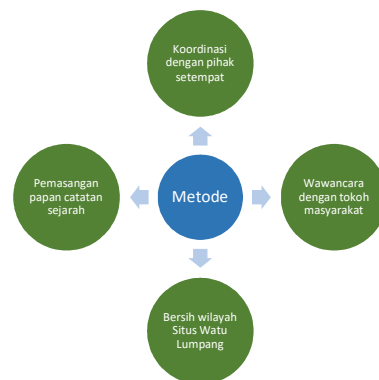 Koordinasi
dengan pihak
setempat
Pemasangan
papan catatan
sejarah
Metode
Wawancara
dengan tokoh
masyarakat
Bersih wilayah
Situs Watu
Lumpang